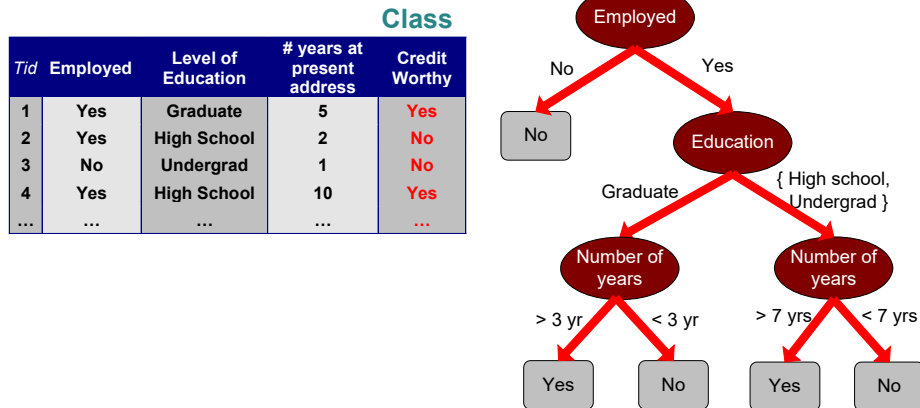 Class
Tid Employed Level of Education # years at present address Credit Worthy
1 Yes Graduate 5 Yes
2 Yes High School 2 No
3 No Undergrad 1 No
4 Yes High School 10 Yes
... ... ... ... ...
Employed
No Yes
No
Education
Graduate { High school,
Undergrad }
Number of
years
Number of
years
> 3 yr < 3 yr > 7 yrs < 7 yrs
Yes No Yes No